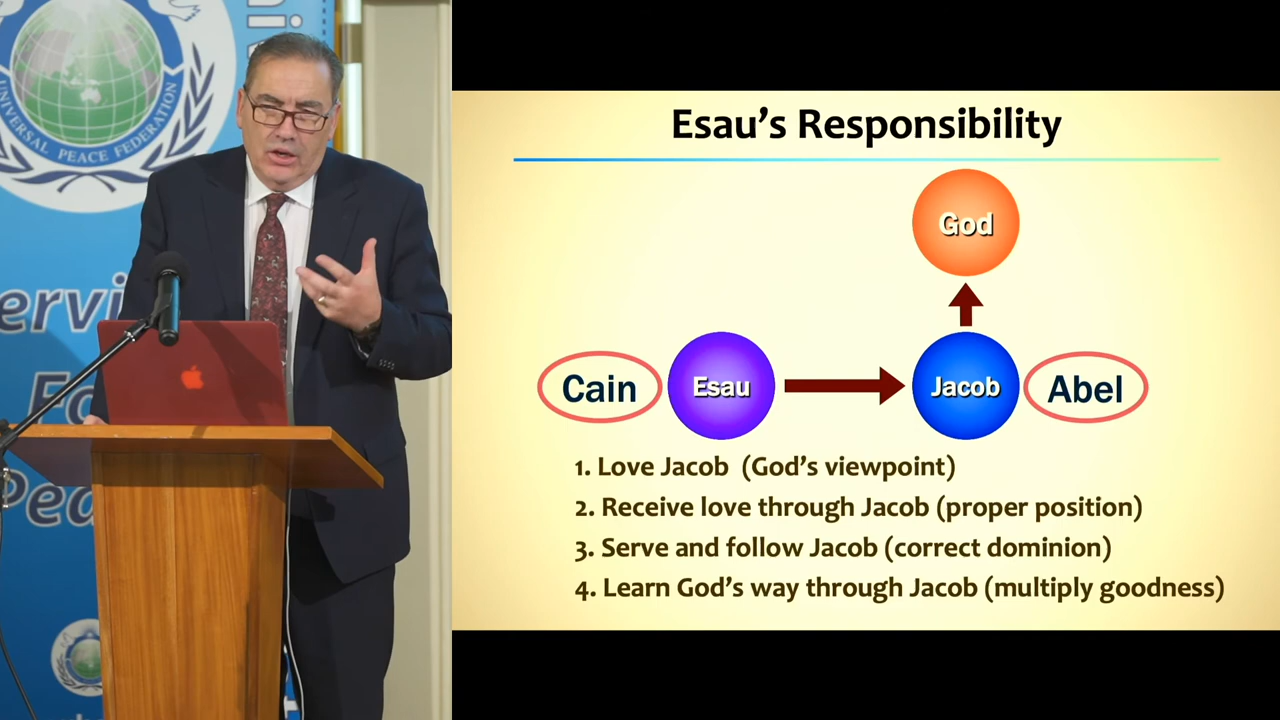 UNIVERSAL PEACE FEDERATION
Esau's Responsibility
God
Cain
Esau
Jacob
Abel
1. Love Jacob (God's viewpoint)
2. Receive love through Jacob (proper position)
3. Serve and follow Jacob (correct dominion)
4. Learn God's way through Jacob (multiply goodness)